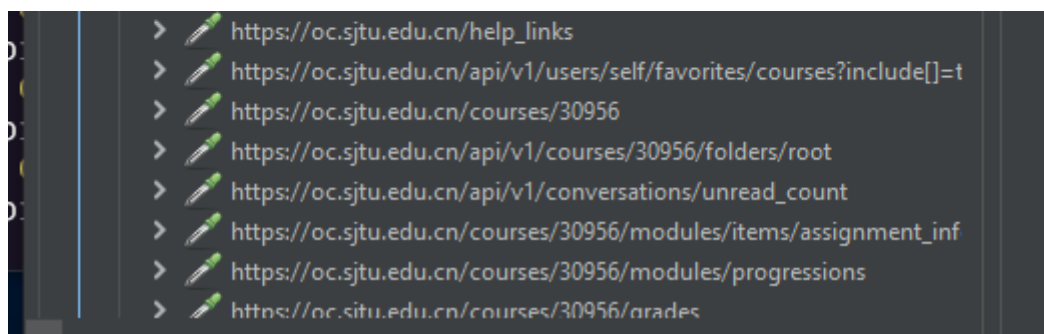 https://oc.sjtu.edu.cn/help_links
https://oc.sjtu.edu.cn/api/v1/users/self/favorites/courses?include[]=t
https://oc.sjtu.edu.cn/courses/30956
https://oc.sjtu.edu.cn/api/v1/courses/30956/folders/root
https://oc.sjtu.edu.cn/api/v1/conversations/unread_count
https://oc.sjtu.edu.cn/courses/30956/modules/items/assignment_inf
https://oc.sjtu.edu.cn/courses/30956/modules/progressions
https://oc.sjtu.edu.cn/courses/30956/grades